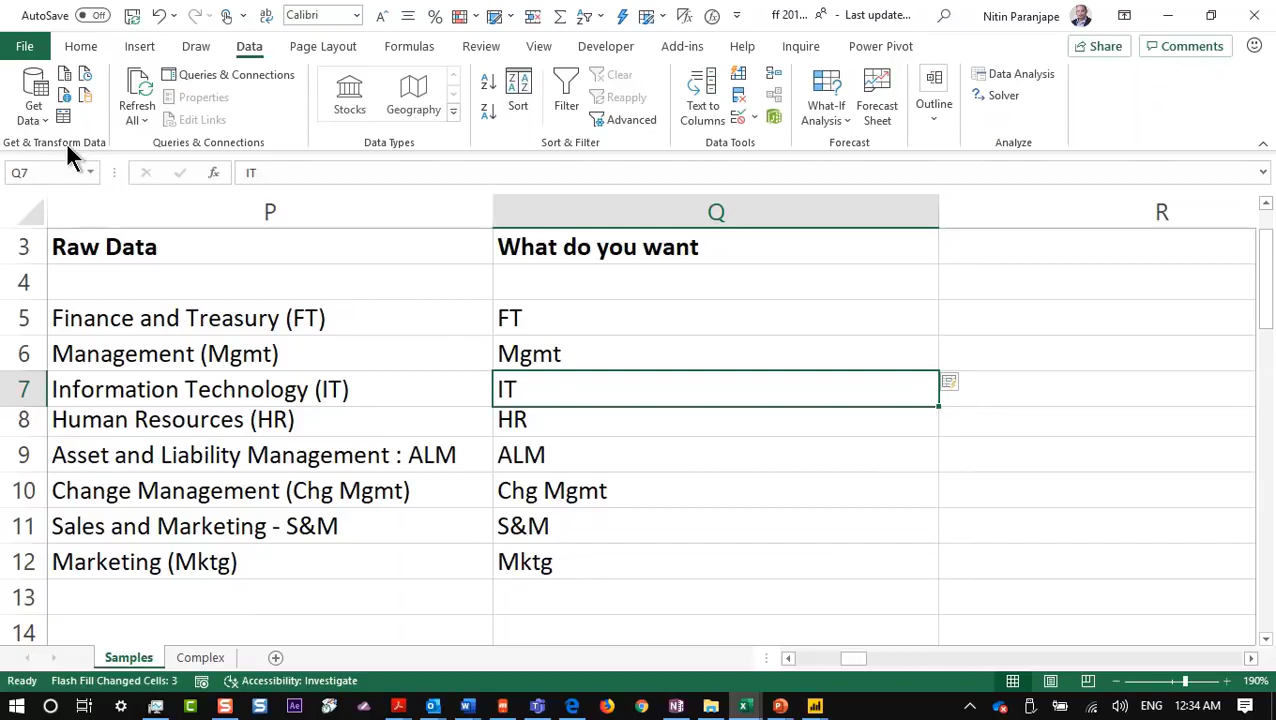 AutoSave Off Calibri ff 201... - Last update... Nitin Paranjape
File Home Insert Draw Data Page Layout Formulas Review View Developer Add-ins Help Inquire Power Pivot Share Comments
Get Data Refresh All Queries & Connections Properties Edit Links Stocks Geography Sort Filter Clear Reapply Advanced Text to Columns What-If Analysis Forecast Sheet Outline Data Analysis Solver
Get & Transform Data Queries & Connections Data Types Sort & Filter Data Tools Forecast Analyze
Q7 fx IT
P Q R
3 Raw Data What do you want
4
5 Finance and Treasury (FT) FT
6 Management (Mgmt) Mgmt
7 Information Technology (IT) IT
8 Human Resources (HR) HR
9 Asset and Liability Management : ALM ALM
10 Change Management (Chg Mgmt) Chg Mgmt
11 Sales and Marketing - S&M S&M
12 Marketing (Mktg) Mktg
13
14
Samples Complex
Ready Flash Fill Changed Cells: 3 Accessibility: Investigate 190%
12:34 AM